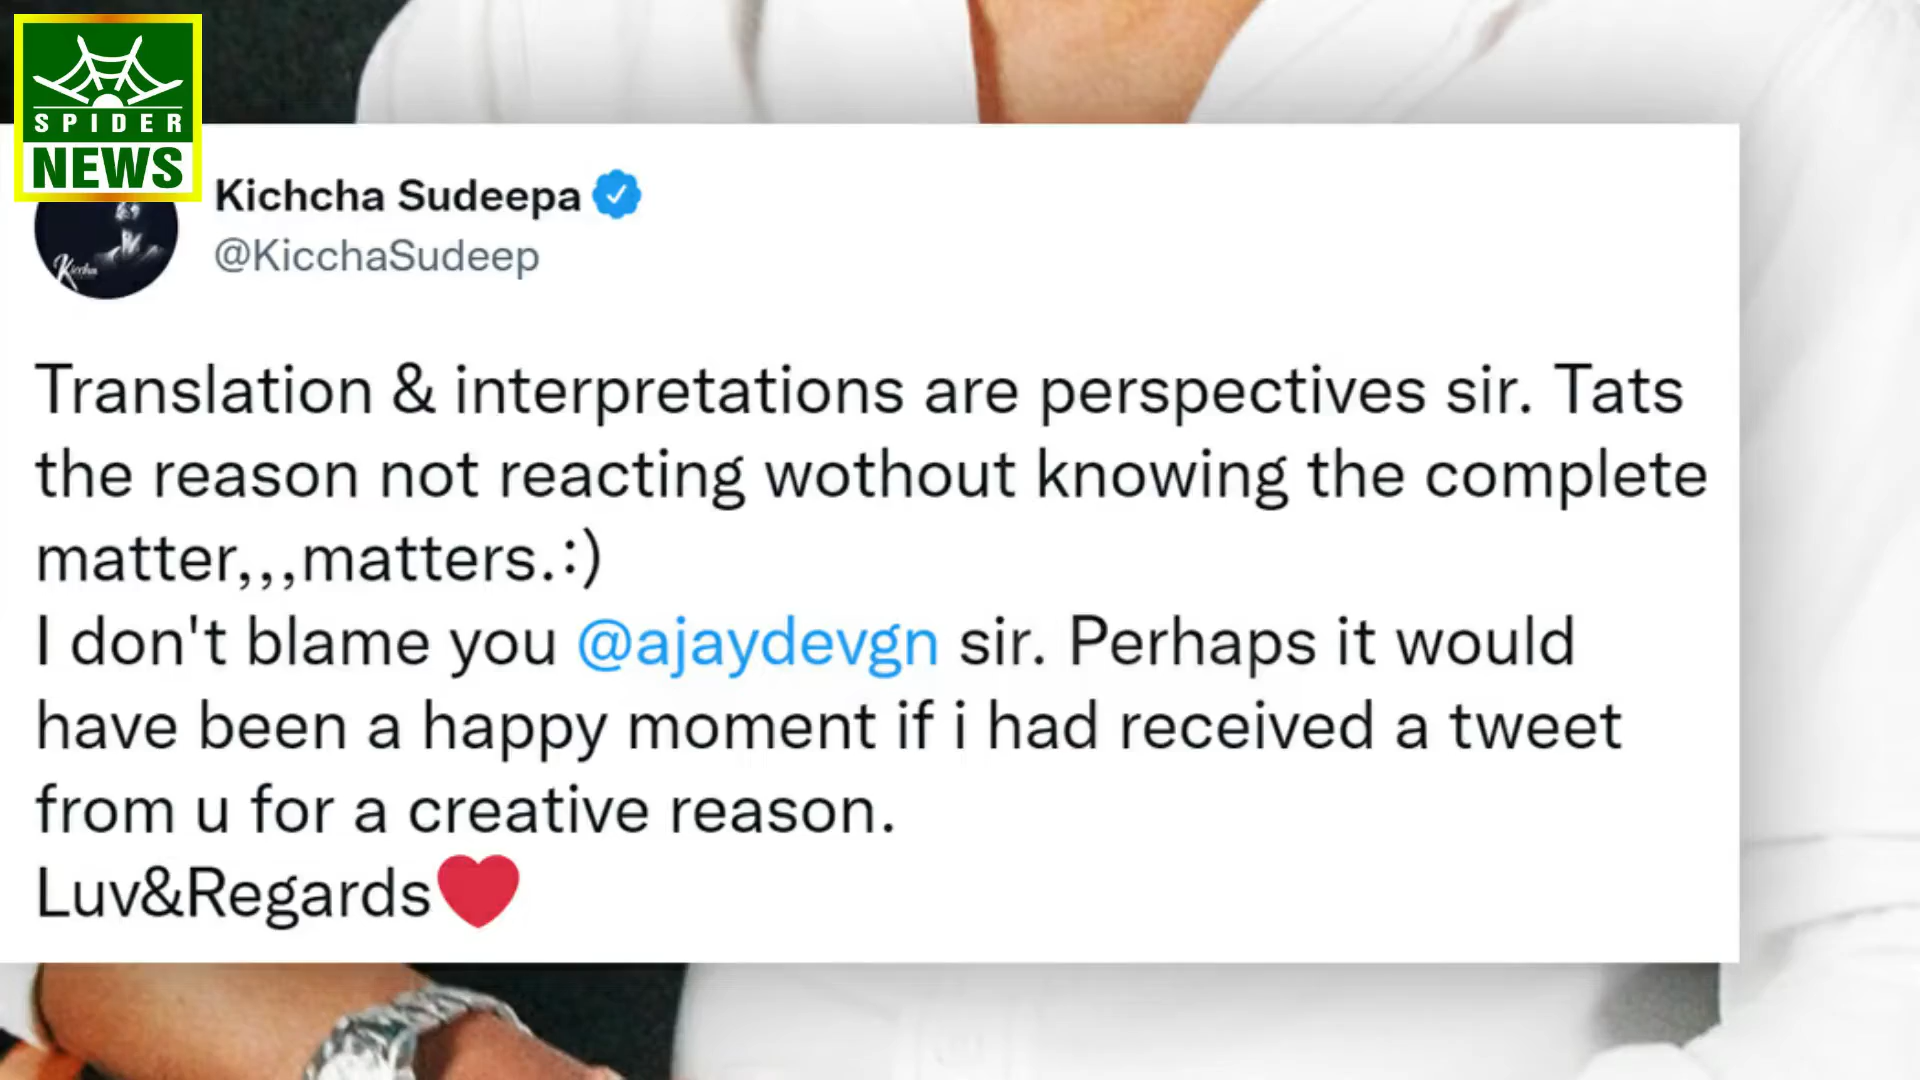 SPIDER
NEWS
Kichcha Sudeepa
@KicchaSudeep
Kiccha
Translation & interpretations are perspectives sir. Tats
the reason not reacting wothout knowing the complete
matter,,,matters.:)
I don't blame you @ajaydevgn sir. Perhaps it would
have been a happy moment if i had received a tweet
from u for a creative reason.
Luv&Regards❤️